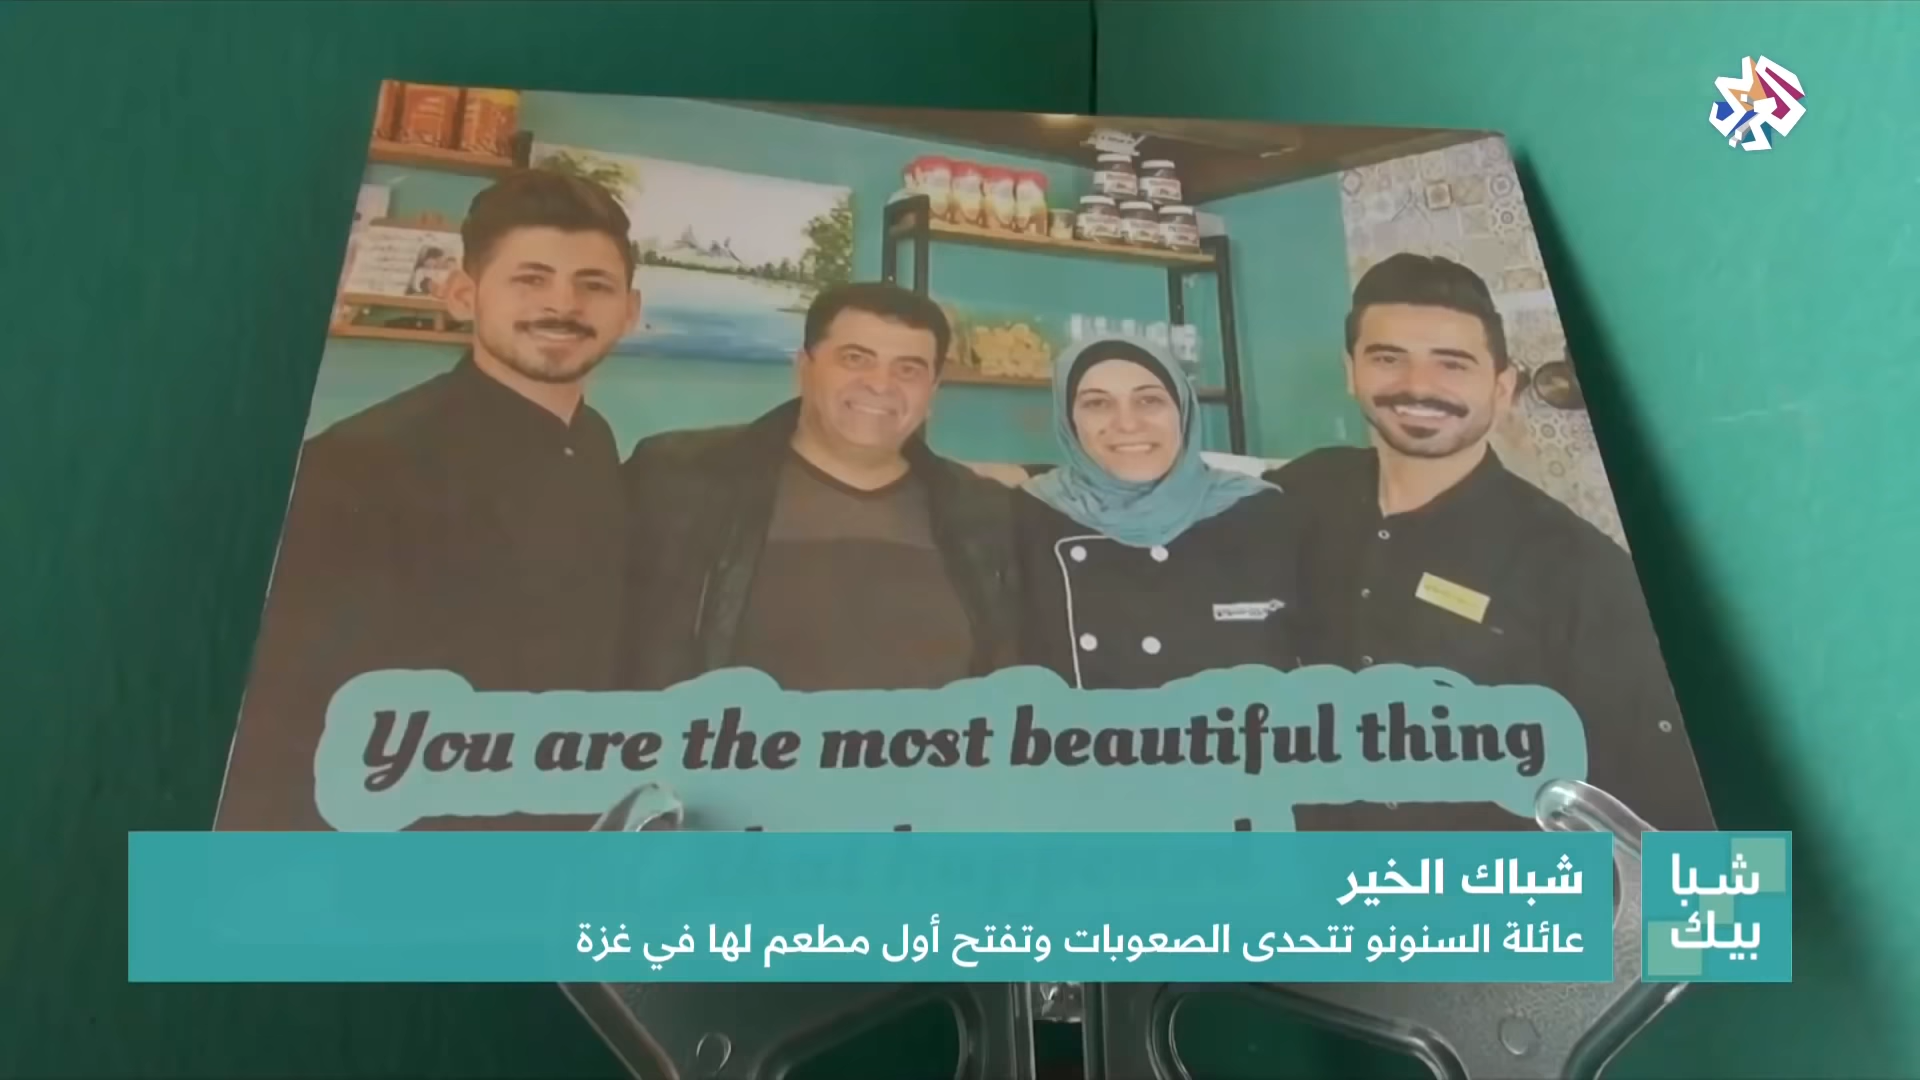 You are the most beautiful thing
شباك الخير
عائلة السنونو تتحدى الصعوبات وتفتح أول مطعم لها في غزة
شبا
بيك